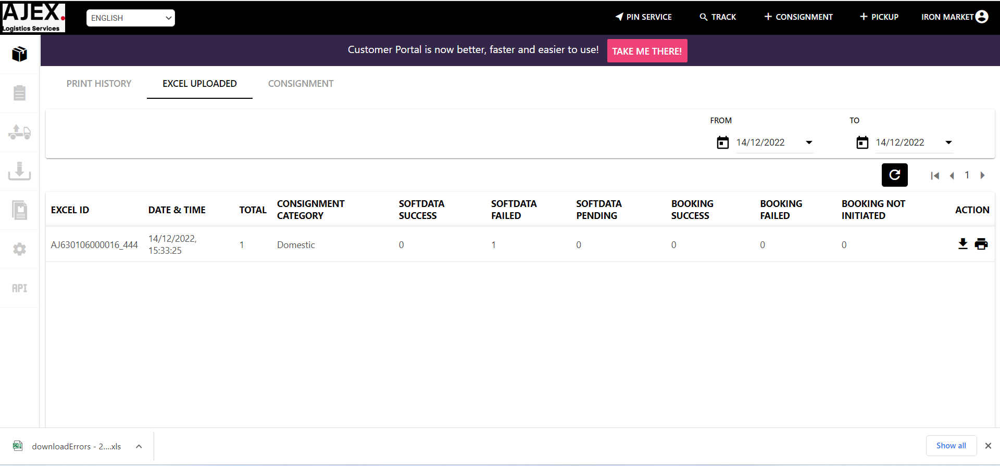 AJEX.
Logistics Services
ENGLISH
PIN SERVICE
TRACK
+ CONSIGNMENT
+ PICKUP
IRON MARKET
Customer Portal is now better, faster and easier to use!
TAKE ME THERE!
PRINT HISTORY
EXCEL UPLOADED
CONSIGNMENT
FROM
TO
14/12/2022
14/12/2022
1
EXCEL ID
DATE & TIME
TOTAL
CONSIGNMENT
CATEGORY
SOFTDATA
SUCCESS
SOFTDATA
FAILED
SOFTDATA
PENDING
BOOKING
SUCCESS
BOOKING
FAILED
BOOKING NOT
INITIATED
ACTION
AJ630106000016_444
14/12/2022,
15:33:25
1
Domestic
0
1
0
0
0
0
API
downloadErrors - 2....xls
Show all